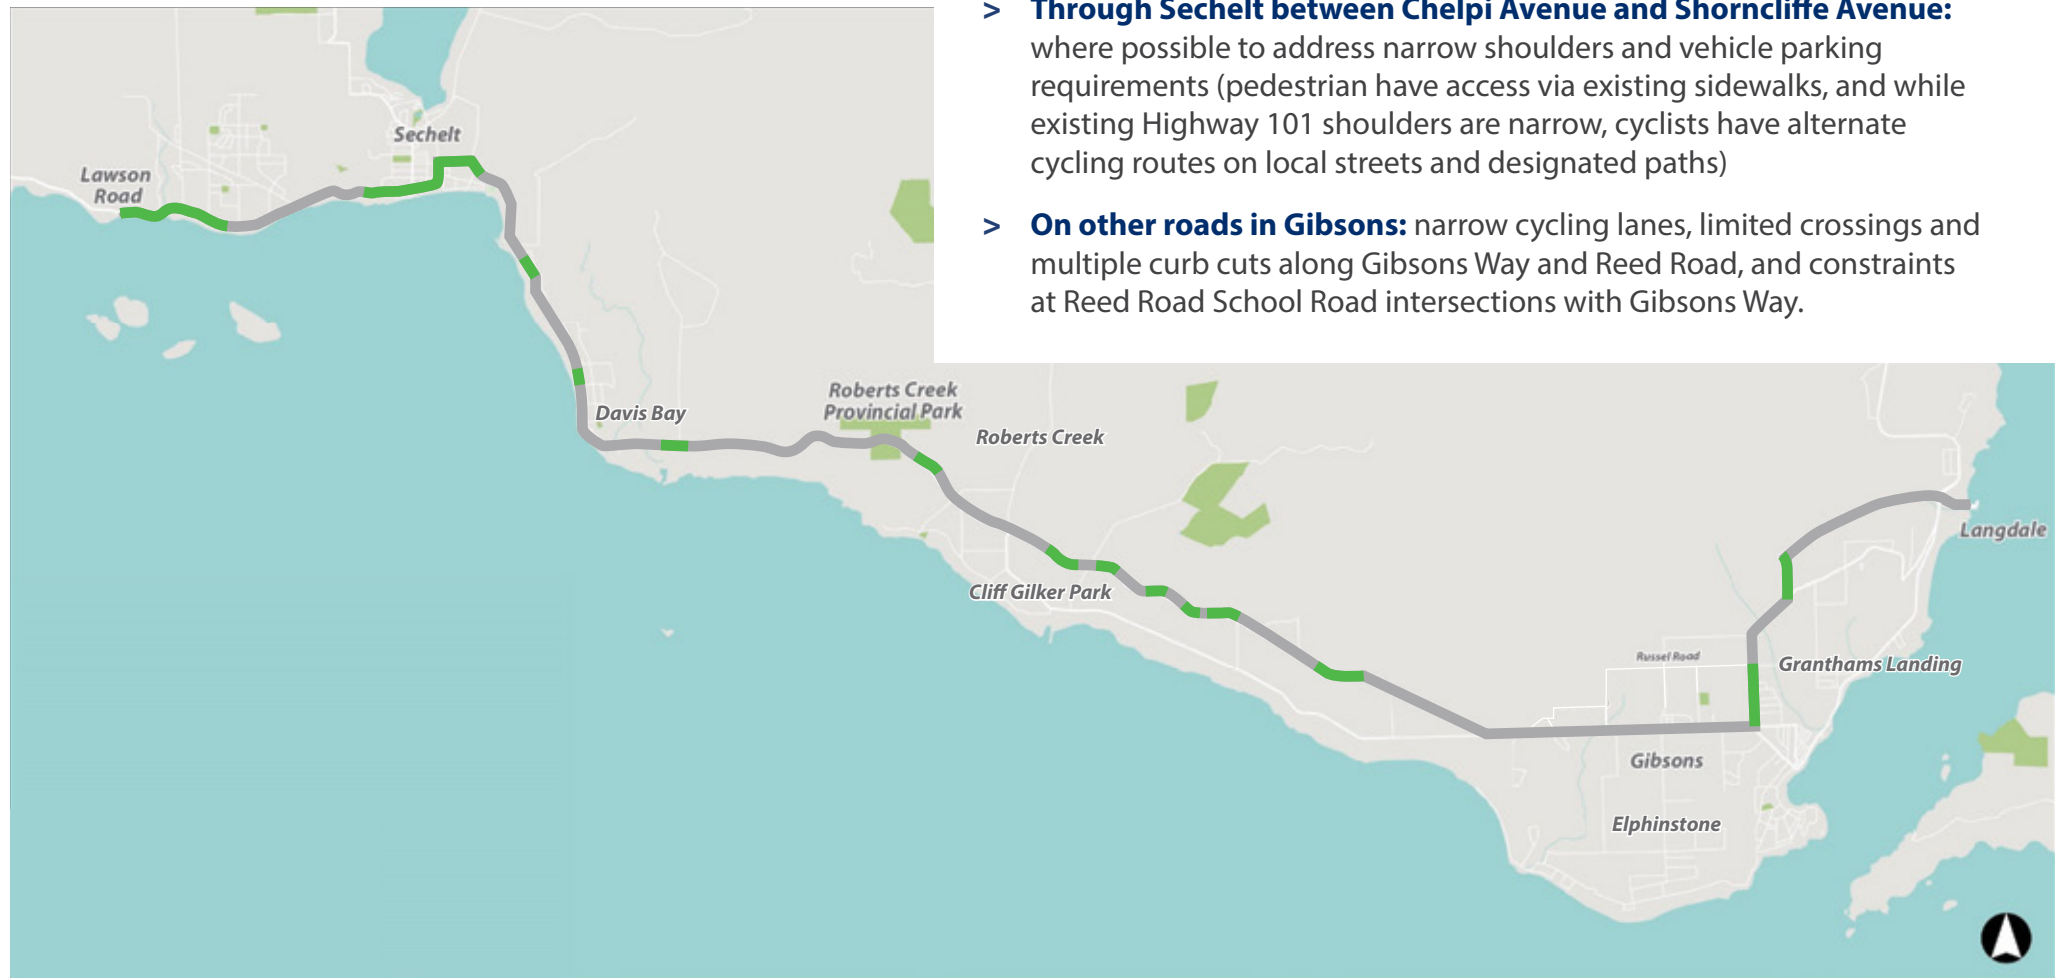 > Through Sechelt between Chelpi Avenue and Shorncliffe Avenue:
where possible to address narrow shoulders and vehicle parking
requirements (pedestrian have access via existing sidewalks, and while
existing Highway 101 shoulders are narrow, cyclists have alternate
cycling routes on local streets and designated paths)
> On other roads in Gibsons: narrow cycling lanes, limited crossings and
multiple curb cuts along Gibsons Way and Reed Road, and constraints
at Reed Road School Road intersections with Gibsons Way.
Sechelt
Lawson
Road
Davis Bay
Roberts Creek
Provincial Park
Roberts Creek
Cliff Gilker Park
Langdale
Russel Road
Granthams Landing
Gibsons
Elphinstone